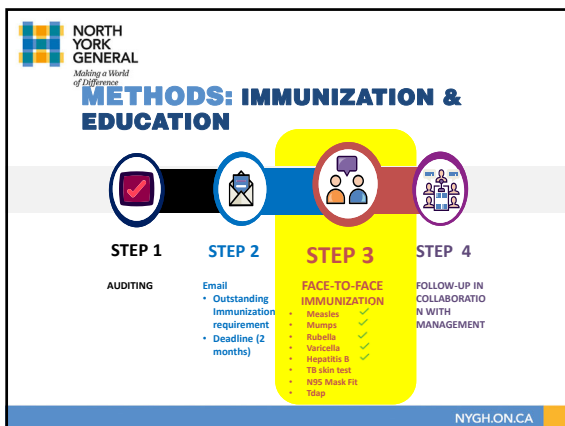 NORTH
YORK
GENERAL
Making a World
of Difference
METHODS: IMMUNIZATION &
EDUCATION
STEP 1
AUDITING
STEP 2
Email
• Outstanding
Immunization
requirement
• Deadline (2
months)
STEP 3
FACE-TO-FACE
IMMUNIZATION
• Measles
• Mumps
• Rubella
• Varicella
• Hepatitis B
• TB skin test
• N95 Mask Fit
• Tdap
STEP 4
FOLLOW-UP IN
COLLABORATIO
N WITH
MANAGEMENT
NYGH.ON.CA